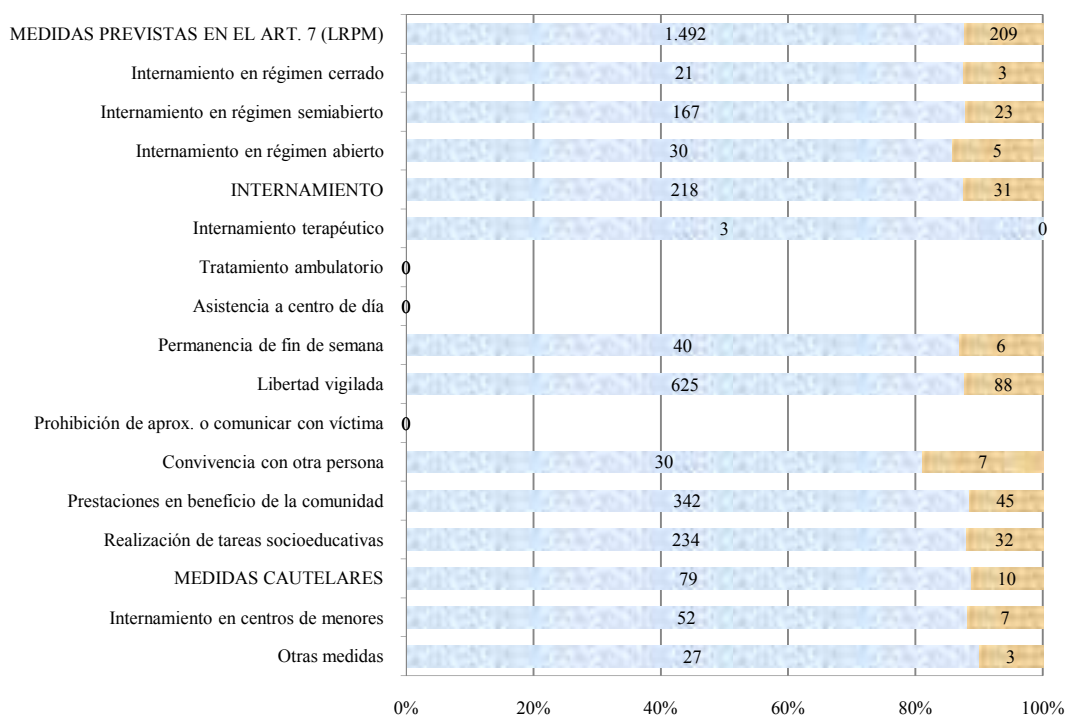 MEDIDAS PREVISTAS EN EL ART. 7 (LRPM) 1.492 209
Internamiento en régimen cerrado 21 3
Internamiento en régimen semiabierto 167 23
Internamiento en régimen abierto 30 5
INTERNAMIENTO 218 31
Internamiento terapéutico 3 0
Tratamiento ambulatorio 0
Asistencia a centro de día 0
Permanencia de fin de semana 40 6
Libertad vigilada 625 88
Prohibición de aprox. o comunicar con víctima 0
Convivencia con otra persona 30 7
Prestaciones en beneficio de la comunidad 342 45
Realización de tareas socioeducativas 234 32
MEDIDAS CAUTELARES 79 10
Internamiento en centros de menores 52 7
Otras medidas 27 3
0% 20% 40% 60% 80% 100%